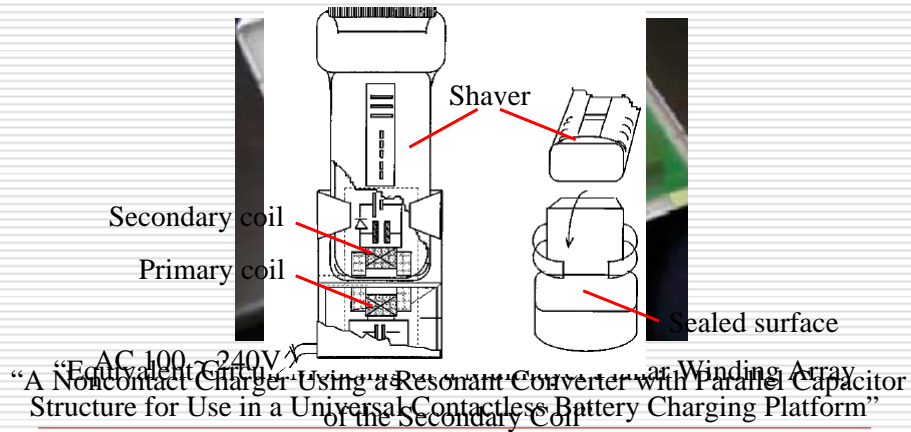 Shaver
Secondary coil
Primary coil
Sealed surface
AC 100 ~ 240V
“Equivalent Circuit ar Winding Array
Structure for Use in a Universal Contactless Battery Charging Platform”
“A Noncontact Charger Using a Resonant Converter with Parallel Capacitor
of the Secondary Coil”